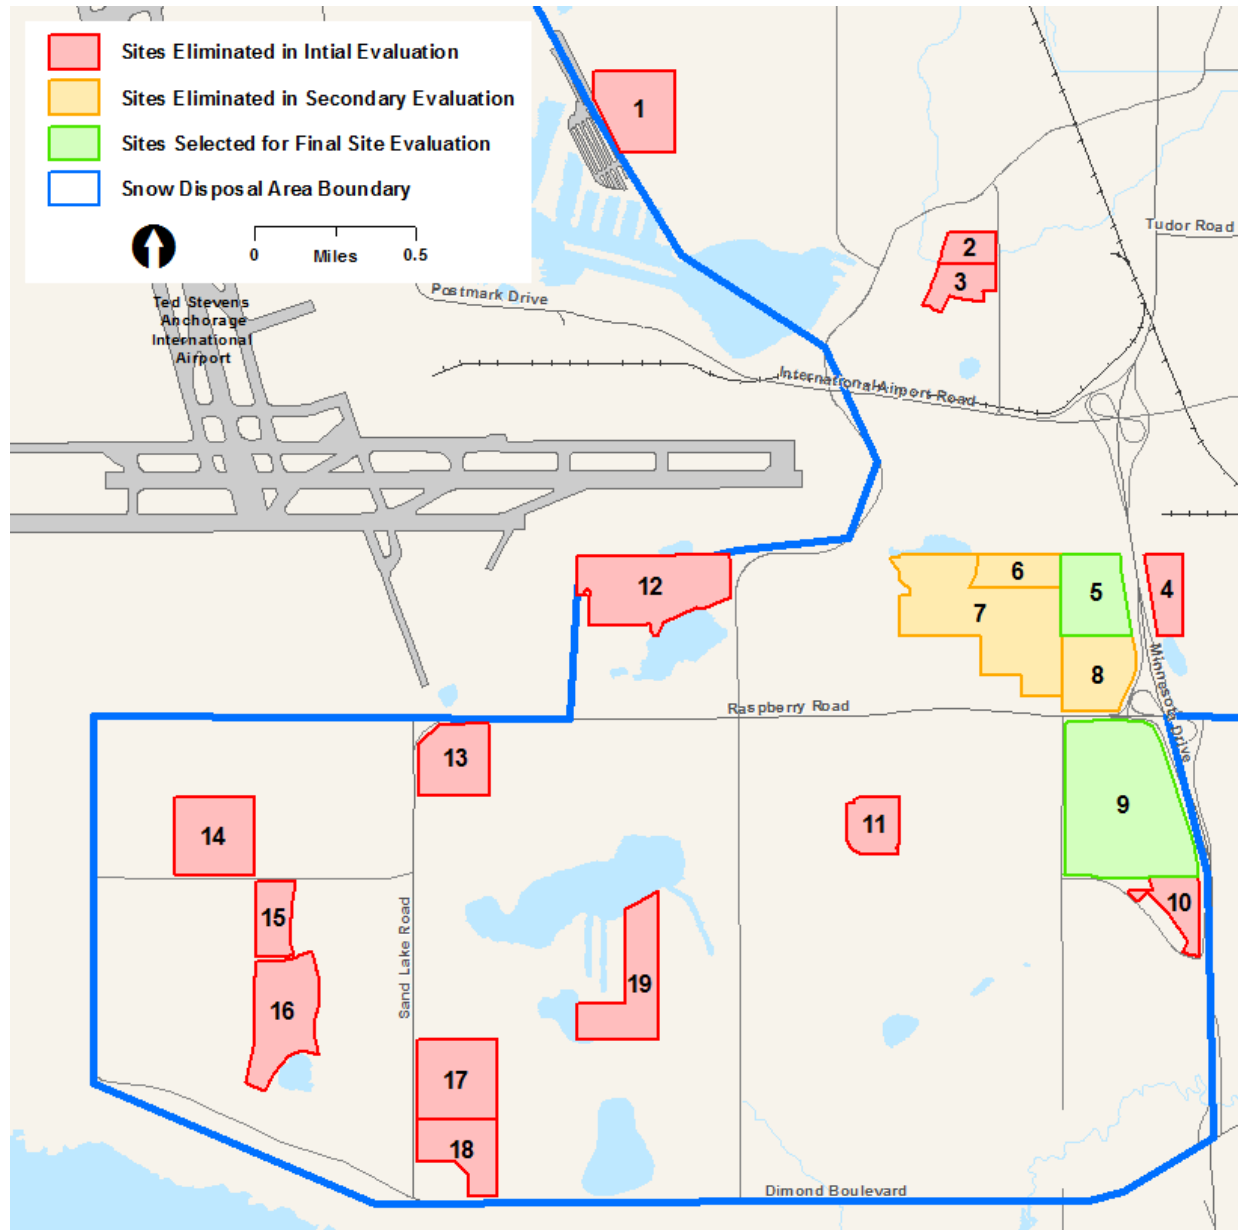 Sites Eliminated in Intial Evaluation
Sites Eliminated in Secondary Evaluation
Sites Selected for Final Site Evaluation
Snow Disposal Area Boundary
0 Miles 0.5
1
Tudor Road
2
3
Postmark Drive
Ted Stevens
Anchorage
International
Airport
International Airport Road
12
6
5
4
7
8
Minnesota Drive
Raspberry Road
13
9
14
11
15
10
Sand Lake Road
19
16
17
18
Dimond Boulevard